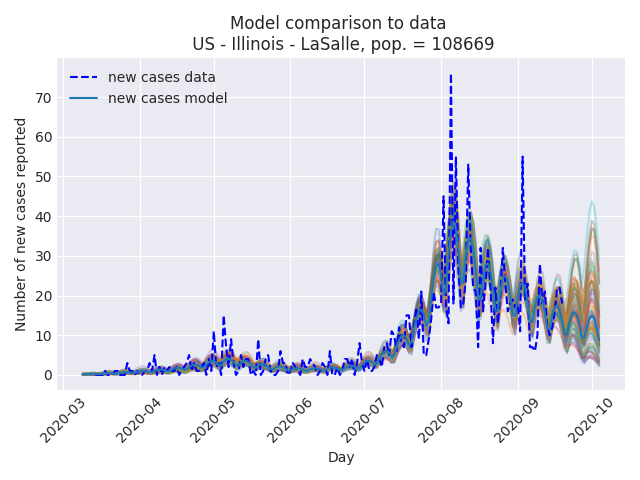 Model comparison to data
US - Illinois - LaSalle, pop. = 108669
new cases data
new cases model
Number of new cases reported
70
60
50
40
30
20
10
0
2020-03
2020-04
2020-05
2020-06
2020-07
2020-08
2020-09
2020-10
Day